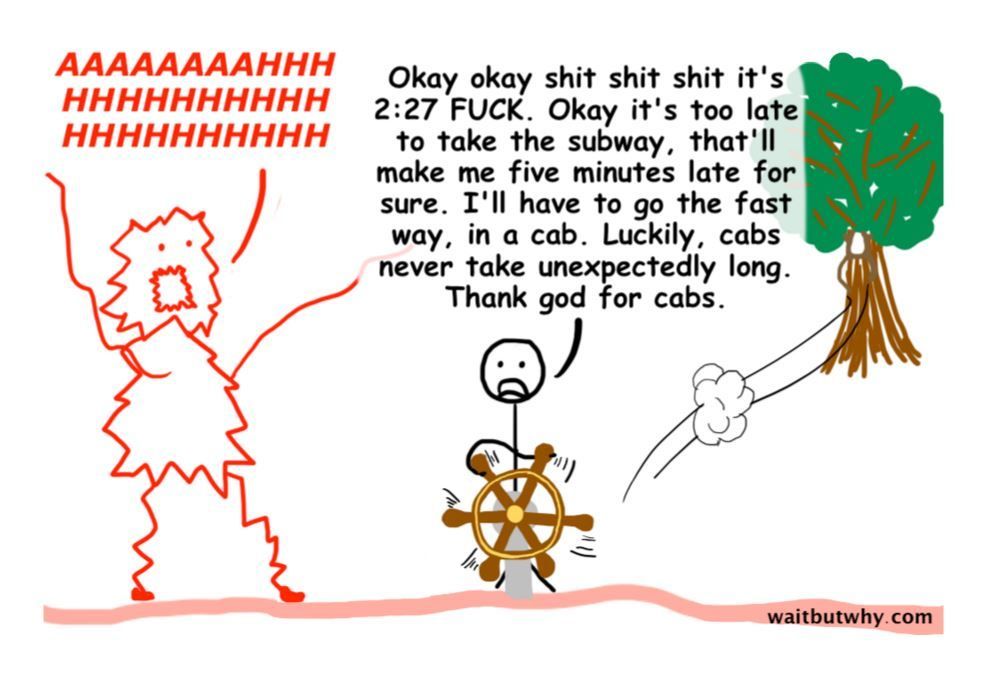 AAAAAAAAHHH
HHHHHHHHHHH
HHHHHHHHHHH
Okay okay shit shit shit it's
2:27 FUCK. Okay it's too late
to take the subway, that'll
make me five minutes late for
sure. I'll have to go the fast
way, in a cab. Luckily, cabs
never take unexpectedly long.
Thank god for cabs.
waitbutwhy.com